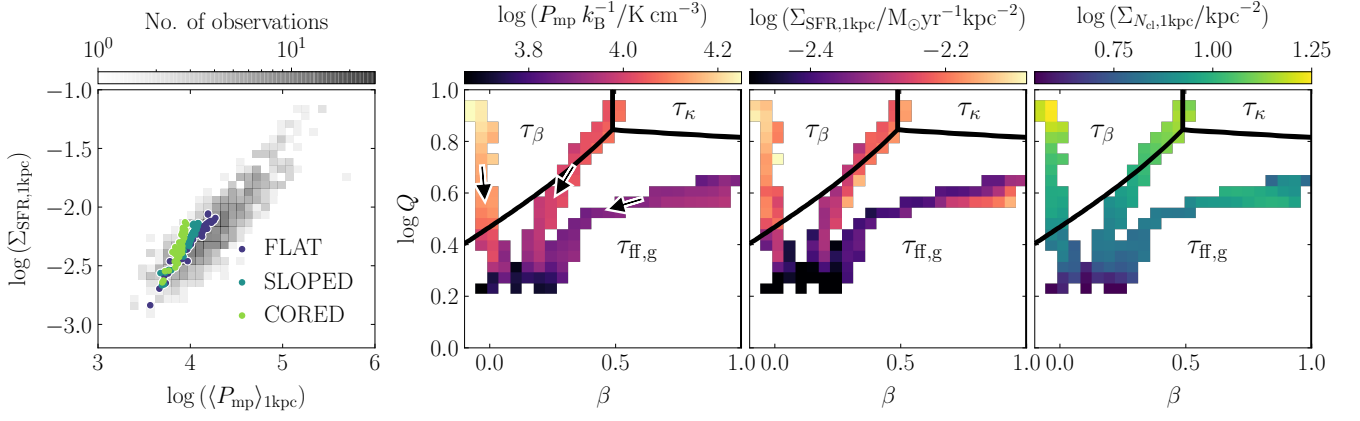 No. of observations
10⁰ 10¹
log (Σ_SFR,1kpc)
−1.0
−1.5
−2.0
−2.5
−3.0
FLAT
SLOPED
CORED
3 4 5 6
log (⟨P_mp⟩_1kpc)
log (P_mp k_B⁻¹/K cm⁻³)
3.8 4.0 4.2
log Q
1.0
0.8
0.6
0.4
0.2
0.0
τ_β
τ_κ
τ_ff,g
0.0 0.5 1.0
β
log (Σ_SFR,1kpc/M_⊙yr⁻¹kpc⁻²)
−2.4 −2.2
τ_β
τ_κ
τ_ff,g
0.0 0.5 1.0
β
log (Σ_N_cl,1kpc/kpc⁻²)
0.75 1.00 1.25
τ_β
τ_κ
τ_ff,g
0.0 0.5 1.0
β